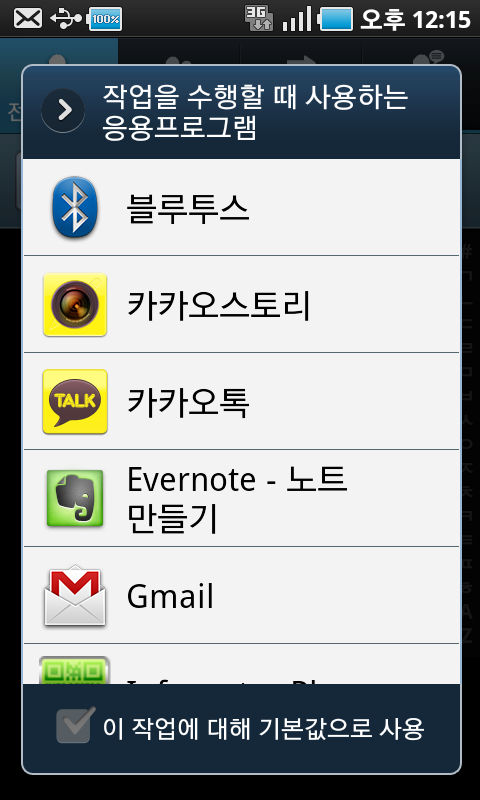 100%
3G
오후 12:15
작업을 수행할 때 사용하는
응용프로그램
블루투스
카카오스토리
TALK
카카오톡
Evernote - 노트
만들기
Gmail
이 작업에 대해 기본값으로 사용
#
ㄱ
ㄴ
ㄷ
ㄹ
ㅁ
ㅂ
ㅅ
ㅇ
ㅈ
ㅊ
ㅋ
ㅌ
ㅍ
ㅎ
A
Z